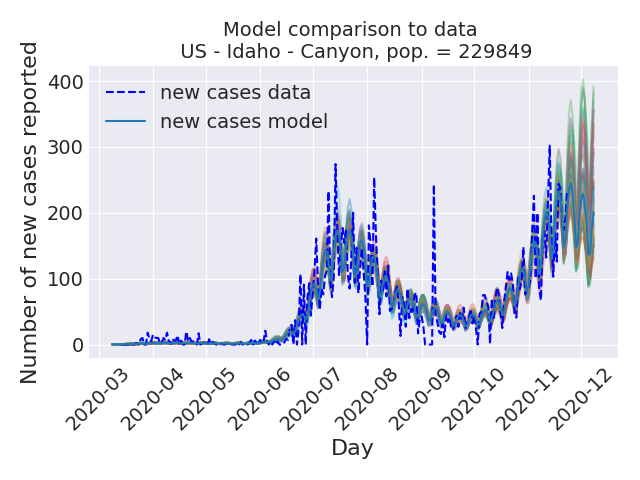 Model comparison to data
US - Idaho - Canyon, pop. = 229849
Number of new cases reported
400
300
200
100
0
new cases data
new cases model
2020-03
2020-04
2020-05
2020-06
2020-07
2020-08
2020-09
2020-10
2020-11
2020-12
Day